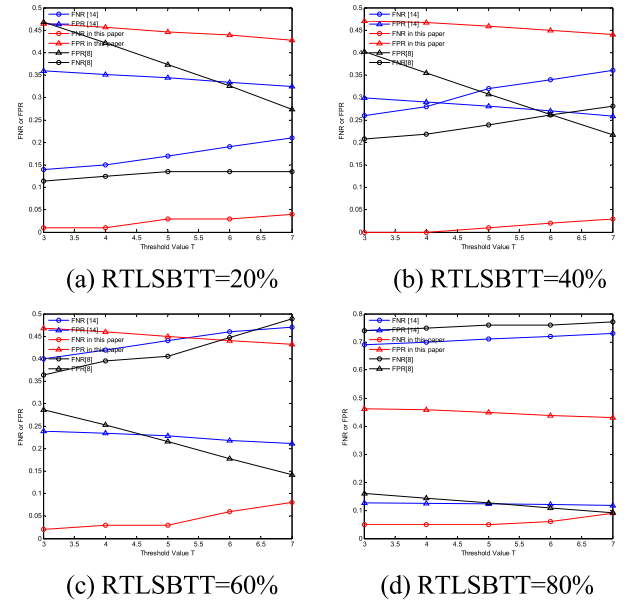 0.5
0.45
0.4
0.35
0.3
0.25
0.2
0.15
0.1
0.05
0
FNR or FPR
FNR [14]
FPR [14]
FNR in this paper
FPR in this paper
FPR[8]
FNR[8]
3 3.5 4 4.5 5 5.5 6 6.5 7
Threshold Value T
(a) RTLSBTT=20%
0.5
0.45
0.4
0.35
0.3
0.25
0.2
0.15
0.1
0.05
0
FNR or FPR
FNR [14]
FPR [14]
FNR in this paper
FPR in this paper
FPR[8]
FNR[8]
3 3.5 4 4.5 5 5.5 6 6.5 7
Threshold Value T
(b) RTLSBTT=40%
0.5
0.45
0.4
0.35
0.3
0.25
0.2
0.15
0.1
0.05
0
FNR or FPR
FNR [14]
FPR [14]
FNR in this paper
FPR in this paper
FNR[8]
FPR[8]
3 3.5 4 4.5 5 5.5 6 6.5 7
Threshold Value T
(c) RTLSBTT=60%
0.8
0.7
0.6
0.5
0.4
0.3
0.2
0.1
0
FNR or FPR
FNR [14]
FPR [14]
FNR in this paper
FPR in this paper
FNR[8]
FPR[8]
3 3.5 4 4.5 5 5.5 6 6.5 7
Threshold Value T
(d) RTLSBTT=80%